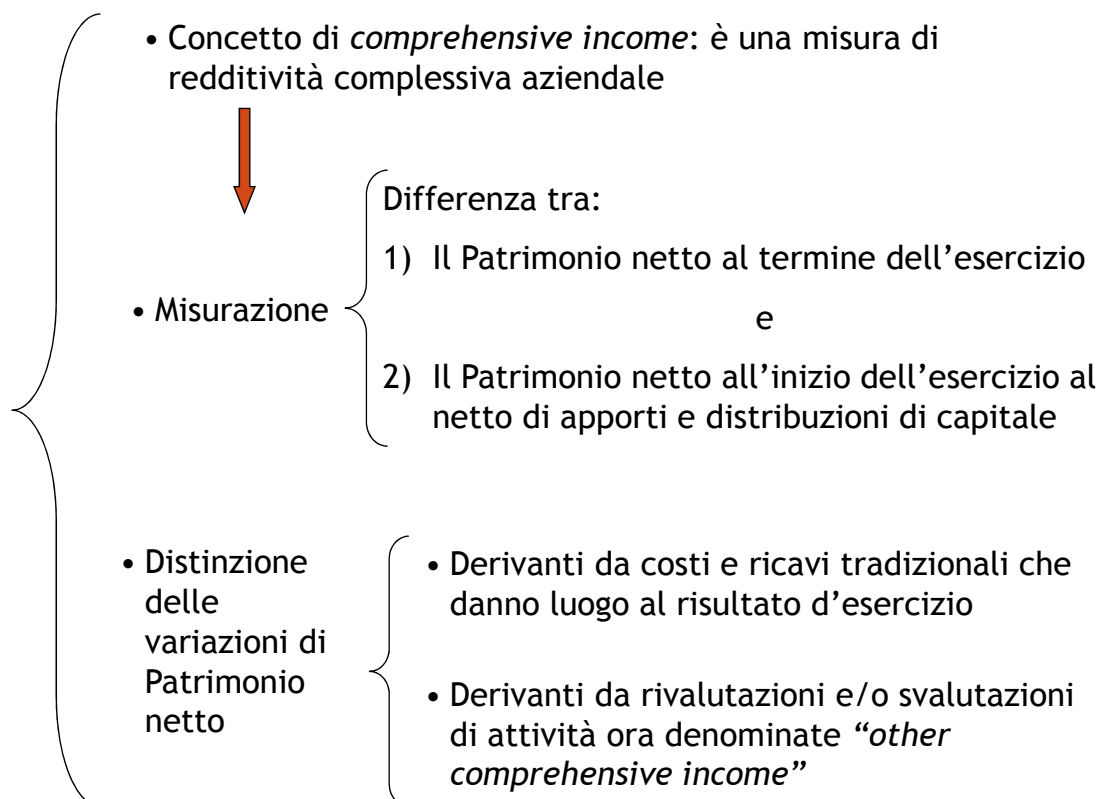 • Concetto di comprehensive income: è una misura di
redditività complessiva aziendale
Differenza tra:
1) Il Patrimonio netto al termine dell’esercizio
• Misurazione
e
2) Il Patrimonio netto all’inizio dell’esercizio al
netto di apporti e distribuzioni di capitale
• Distinzione
delle
variazioni di
Patrimonio
netto
• Derivanti da costi e ricavi tradizionali che
danno luogo al risultato d’esercizio
• Derivanti da rivalutazioni e/o svalutazioni
di attività ora denominate “other
comprehensive income”